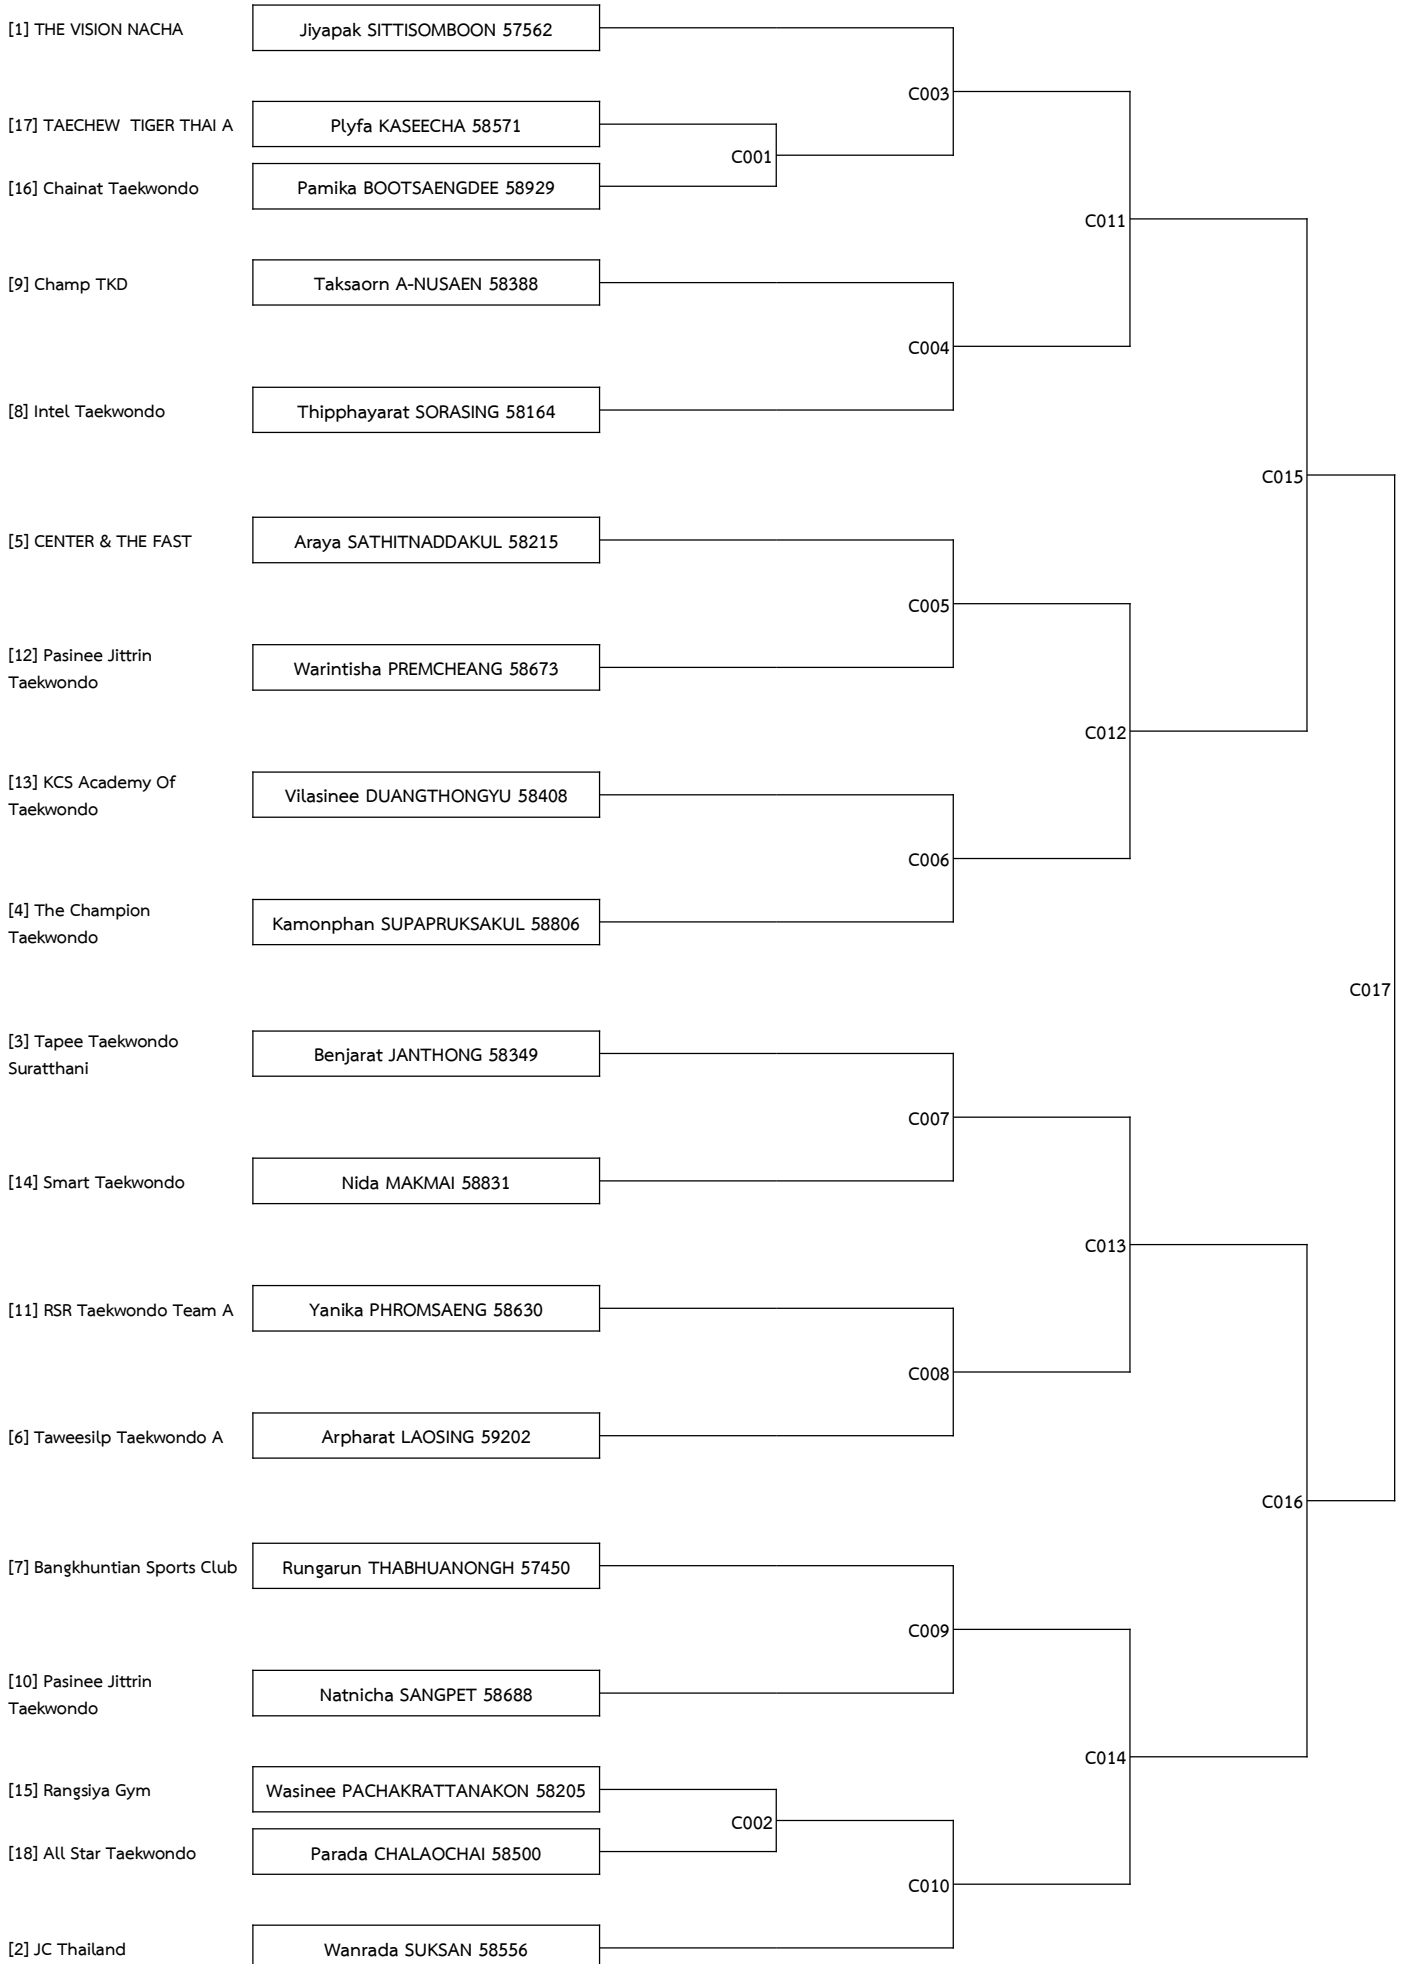 [1] THE VISION NACHA
Jiyapak SITTISOMBOON 57562
C003
[17] TAECHEW  TIGER THAI A
Plyfa KASEECHA 58571
C001
[16] Chainat Taekwondo
Pamika BOOTSAENGDEE 58929
C011
[9] Champ TKD
Taksaorn A-NUSAEN 58388
C004
[8] Intel Taekwondo
Thipphayarat SORASING 58164
C015
[5] CENTER & THE FAST
Araya SATHITNADDAKUL 58215
C005
[12] Pasinee Jittrin
Taekwondo
Warintisha PREMCHEANG 58673
C012
[13] KCS Academy Of
Taekwondo
Vilasinee DUANGTHONGYU 58408
C006
[4] The Champion
Taekwondo
Kamonphan SUPAPRUKSAKUL 58806
C017
[3] Tapee Taekwondo
Suratthani
Benjarat JANTHONG 58349
C007
[14] Smart Taekwondo
Nida MAKMAI 58831
C013
[11] RSR Taekwondo Team A
Yanika PHROMSAENG 58630
C008
[6] Taweesilp Taekwondo A
Arpharat LAOSING 59202
C016
[7] Bangkhuntian Sports Club
Rungarun THABHUANONGH 57450
C009
[10] Pasinee Jittrin
Taekwondo
Natnicha SANGPET 58688
C014
[15] Rangsiya Gym
Wasinee PACHAKRATTANAKON 58205
C002
[18] All Star Taekwondo
Parada CHALAOCHAI 58500
C010
[2] JC Thailand
Wanrada SUKSAN 58556